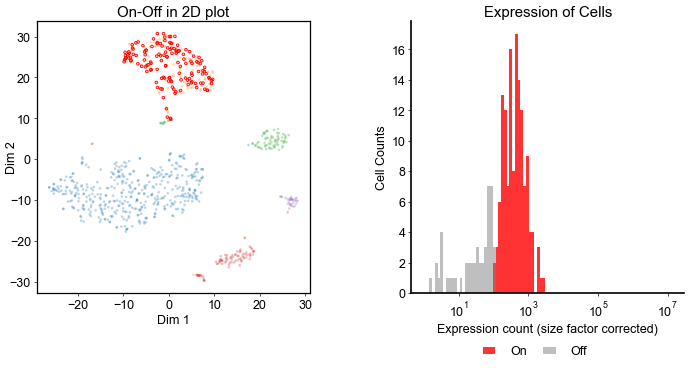 On-Off in 2D plot
30
20
10
0
−10
−20
−30
Dim 2
−20 −10 0 10 20 30
Dim 1
Expression of Cells
16
14
12
10
8
6
4
2
0
Cell Counts
10^1 10^3 10^5 10^7
Expression count (size factor corrected)
On Off